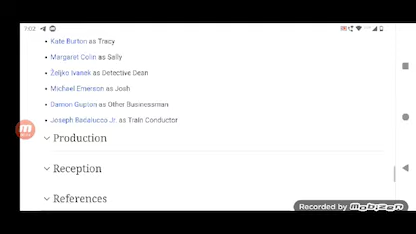 7:02
Kate Burton as Tracy
Margaret Colin as Sally
Željko Ivanek as Detective Dean
Michael Emerson as Josh
Damon Gupton as Other Businessman
Joseph Badalucco Jr. as Train Conductor
Production
Reception
References
Recorded by Mobizen